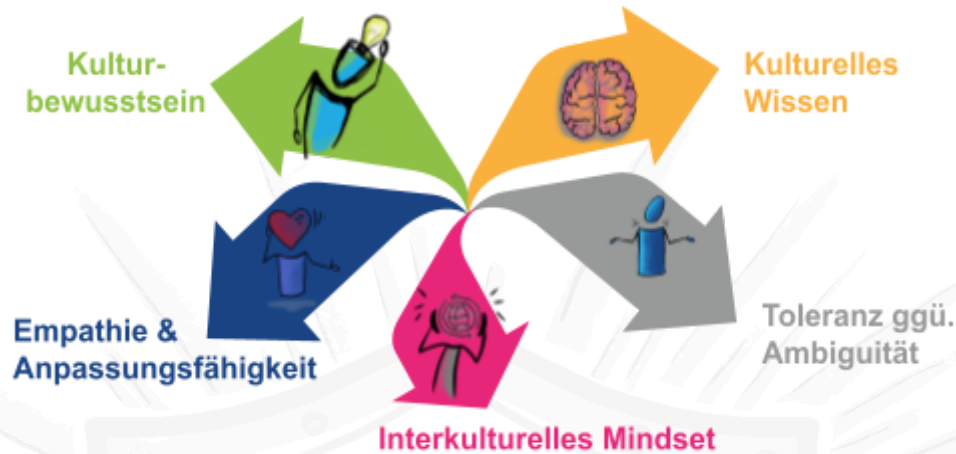 Kultur-
bewusstsein
Kulturelles
Wissen
Empathie &
Anpassungsfähigkeit
Toleranz ggü.
Ambiguität
Interkulturelles Mindset